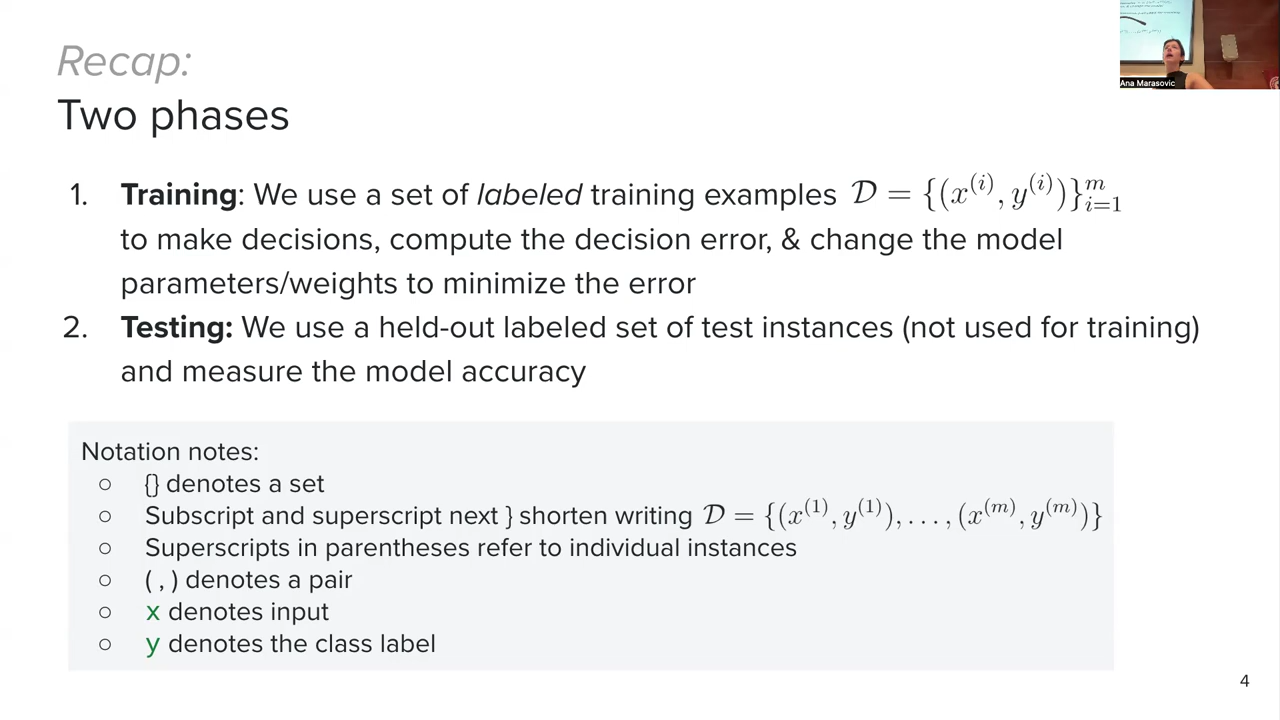 Recap:
Two phases
Ana Marasovic
1. Training: We use a set of labeled training examples 𝒟 = {(x⁽ⁱ⁾, y⁽ⁱ⁾)}ᵢ₌₁ᵐ
to make decisions, compute the decision error, & change the model
parameters/weights to minimize the error
2. Testing: We use a held-out labeled set of test instances (not used for training)
and measure the model accuracy
Notation notes:
○ {} denotes a set
○ Subscript and superscript next } shorten writing 𝒟 = {(x⁽¹⁾, y⁽¹⁾), . . . , (x⁽ᵐ⁾, y⁽ᵐ⁾)}
○ Superscripts in parentheses refer to individual instances
○ ( , ) denotes a pair
○ x denotes input
○ y denotes the class label
4